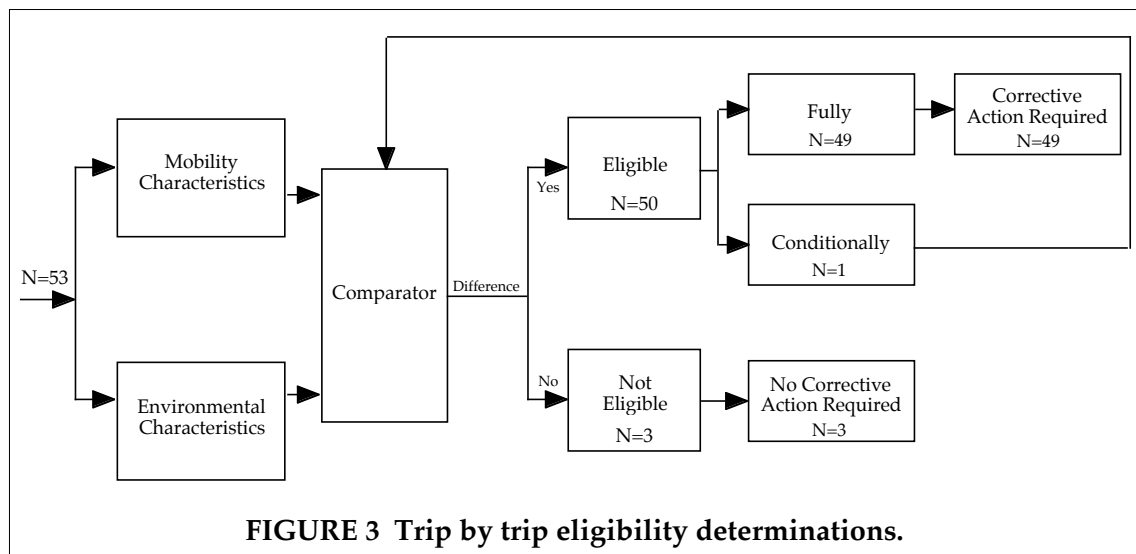 N=53
Mobility
Characteristics
Environmental
Characteristics
Comparator
Difference
Yes
No
Eligible
N=50
Not
Eligible
N=3
Fully
N=49
Conditionally
N=1
Corrective
Action Required
N=49
No Corrective
Action Required
N=3
FIGURE 3 Trip by trip eligibility determinations.